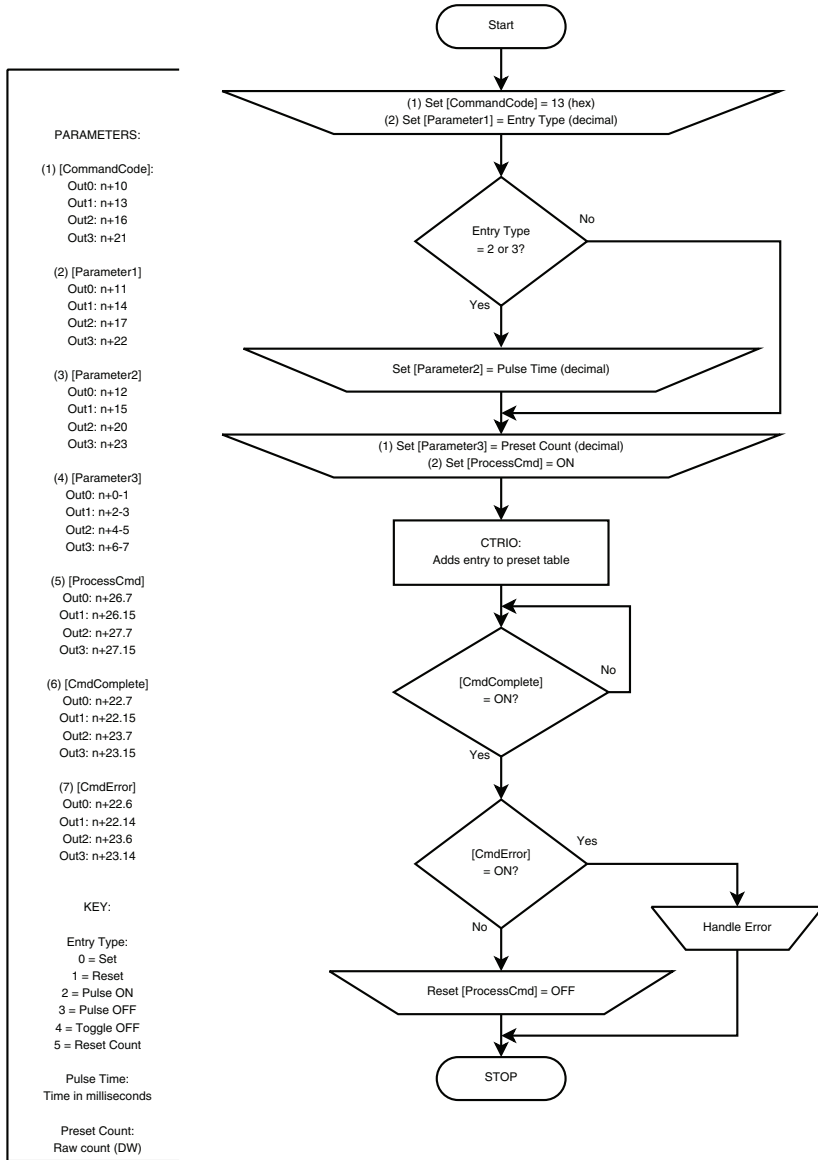 PARAMETERS:
(1) [CommandCode]:
Out0: n+10
Out1: n+13
Out2: n+16
Out3: n+21
(2) [Parameter1]
Out0: n+11
Out1: n+14
Out2: n+17
Out3: n+22
(3) [Parameter2]
Out0: n+12
Out1: n+15
Out2: n+20
Out3: n+23
(4) [Parameter3]
Out0: n+0-1
Out1: n+2-3
Out2: n+4-5
Out3: n+6-7
(5) [ProcessCmd]
Out0: n+26.7
Out1: n+26.15
Out2: n+27.7
Out3: n+27.15
(6) [CmdComplete]
Out0: n+22.7
Out1: n+22.15
Out2: n+23.7
Out3: n+23.15
(7) [CmdError]
Out0: n+22.6
Out1: n+22.14
Out2: n+23.6
Out3: n+23.14
KEY:
Entry Type:
0 = Set
1 = Reset
2 = Pulse ON
3 = Pulse OFF
4 = Toggle OFF
5 = Reset Count
Pulse Time:
Time in milliseconds
Preset Count:
Raw count (DW)
Start
(1) Set [CommandCode] = 13 (hex)
(2) Set [Parameter1] = Entry Type (decimal)
Entry Type
= 2 or 3?
No
Yes
Set [Parameter2] = Pulse Time (decimal)
(1) Set [Parameter3] = Preset Count (decimal)
(2) Set [ProcessCmd] = ON
CTRIO:
Adds entry to preset table
[CmdComplete]
= ON?
No
Yes
[CmdError]
= ON?
Yes
No
Handle Error
Reset [ProcessCmd] = OFF
STOP